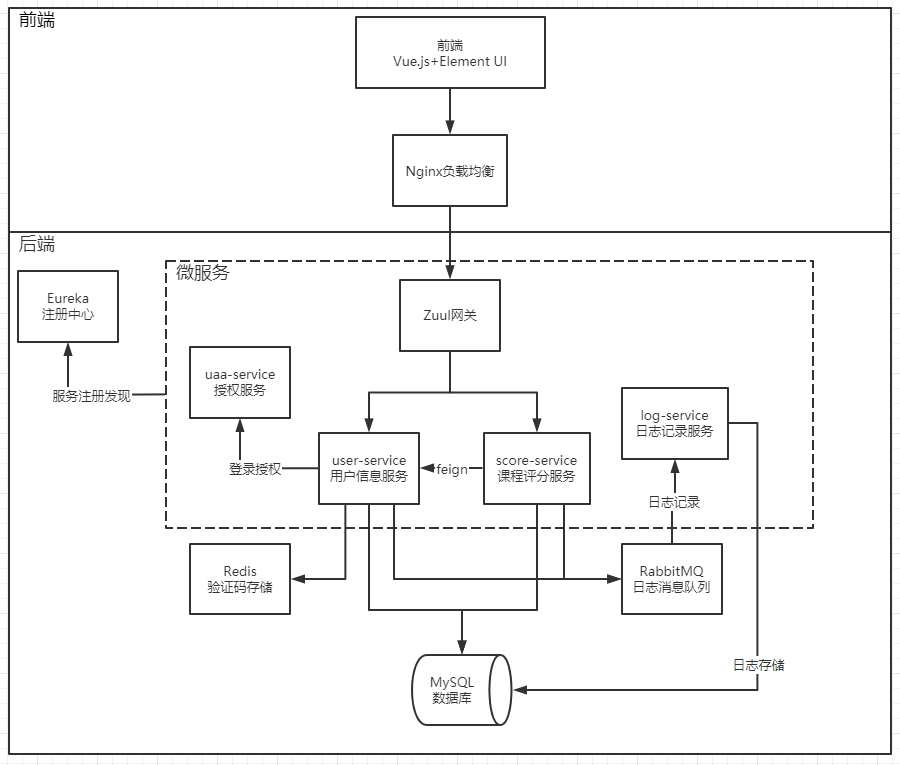 前端
前端
Vue.js+Element UI
Nginx负载均衡
后端
微服务
Eureka
注册中心
Zuul网关
服务注册发现
uaa-service
授权服务
log-service
日志记录服务
登录授权
user-service
用户信息服务
feign
score-service
课程评分服务
日志记录
Redis
验证码存储
RabbitMQ
日志消息队列
日志存储
MySQL
数据库